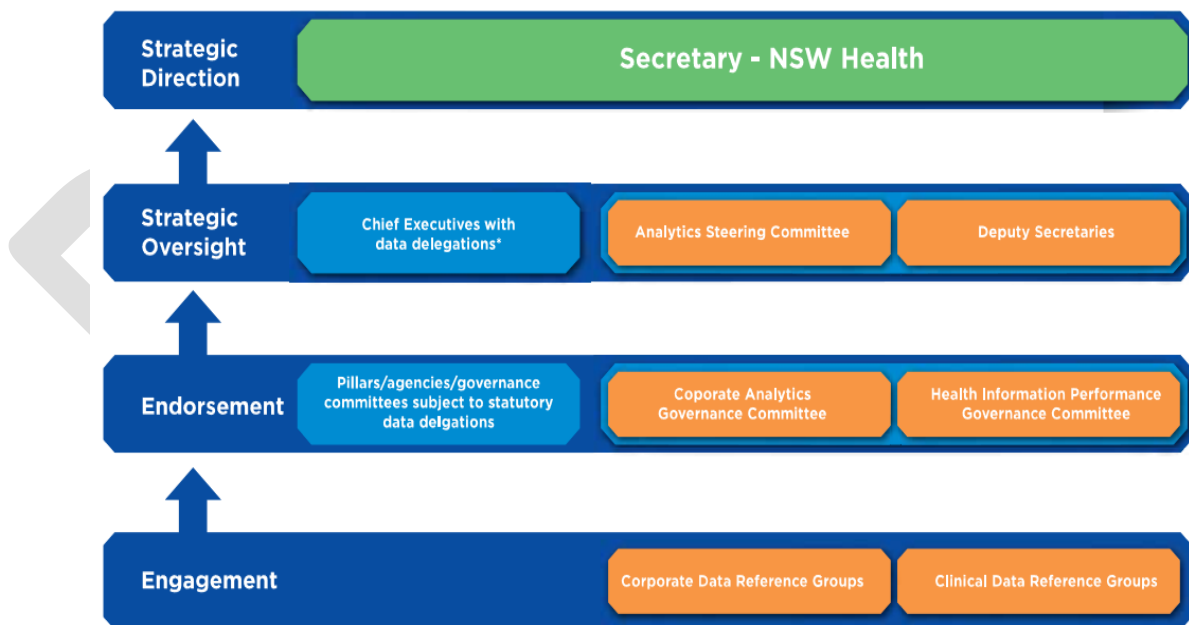 Strategic
Direction
Secretary - NSW Health
Strategic
Oversight
Chief Executives with
data delegations*
Analytics Steering Committee
Deputy Secretaries
Endorsement
Pillars/agencies/governance
committees subject to statutory
data delgations
Coporate Analytics
Governance Committee
Health Information Performance
Governance Committee
Engagement
Corporate Data Reference Groups
Clinical Data Reference Groups